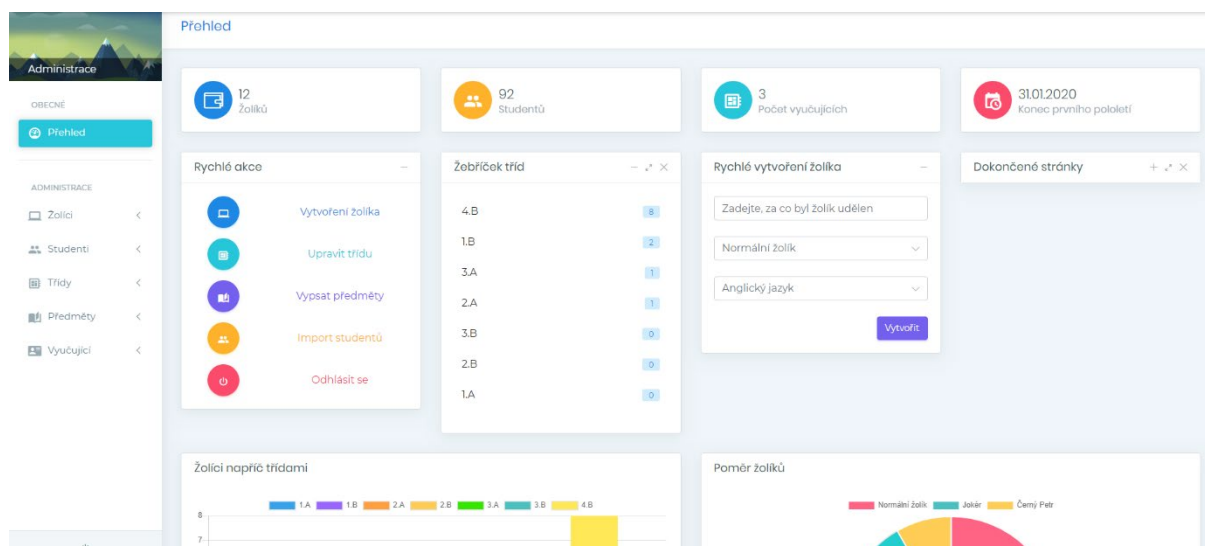 Přehled
Administrace
OBECNÉ
Přehled
ADMINISTRACE
Žolíci
Studenti
Třídy
Předměty
Vyučující
12
Žolíků
92
Studentů
3
Počet vyučujících
31.01.2020
Konec prvního pololetí
Rychlé akce
Vytvoření žolíka
Upravit třídu
Vypsat předměty
Import studentů
Odhlásit se
Žebříček tříd
4.B 8
1.B 2
3.A 1
2.A 1
3.B 0
2.B 0
1.A 0
Rychlé vytvoření žolíka
Zadejte, za co byl žolík udělen
Normální žolík
Anglický jazyk
Vytvořit
Dokončené stránky
Žolíci napříč třídami
1.A 1.B 2.A 2.B 3.A 3.B 4.B
8
7
Poměr žolíků
Normální žolík Jokér Černý Petr